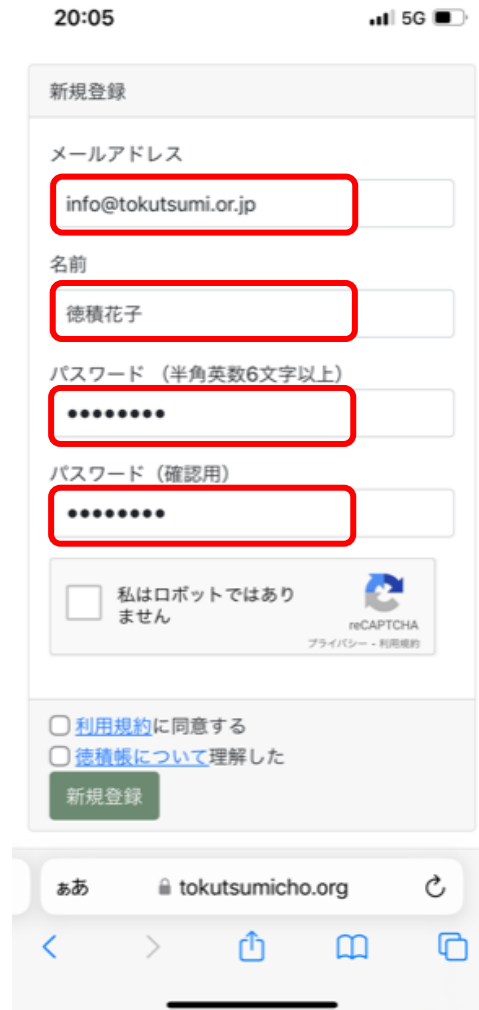 20:05 5G
新規登録
メールアドレス
info@tokutsumi.or.jp
名前
徳積花子
パスワード （半角英数6文字以上）
●●●●●●●●
パスワード（確認用）
●●●●●●●●
私はロボットではあり
ません
reCAPTCHA
プライバシー - 利用規約
利用規約に同意する
徳積帳について理解した
新規登録
ぁあ tokutsumicho.org